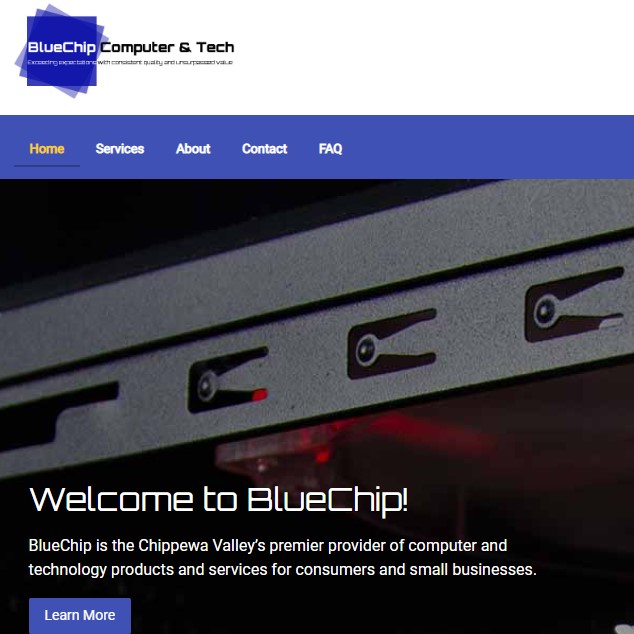 BlueChip Computer & Tech
Exceeding expectations with consistent quality and unsurpassed value
Home Services About Contact FAQ
Welcome to BlueChip!
BlueChip is the Chippewa Valley’s premier provider of computer and
technology products and services for consumers and small businesses.
Learn More